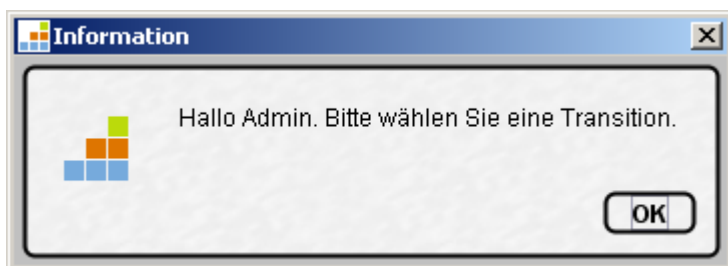 Information
Hallo Admin. Bitte wählen Sie eine Transition.
OK